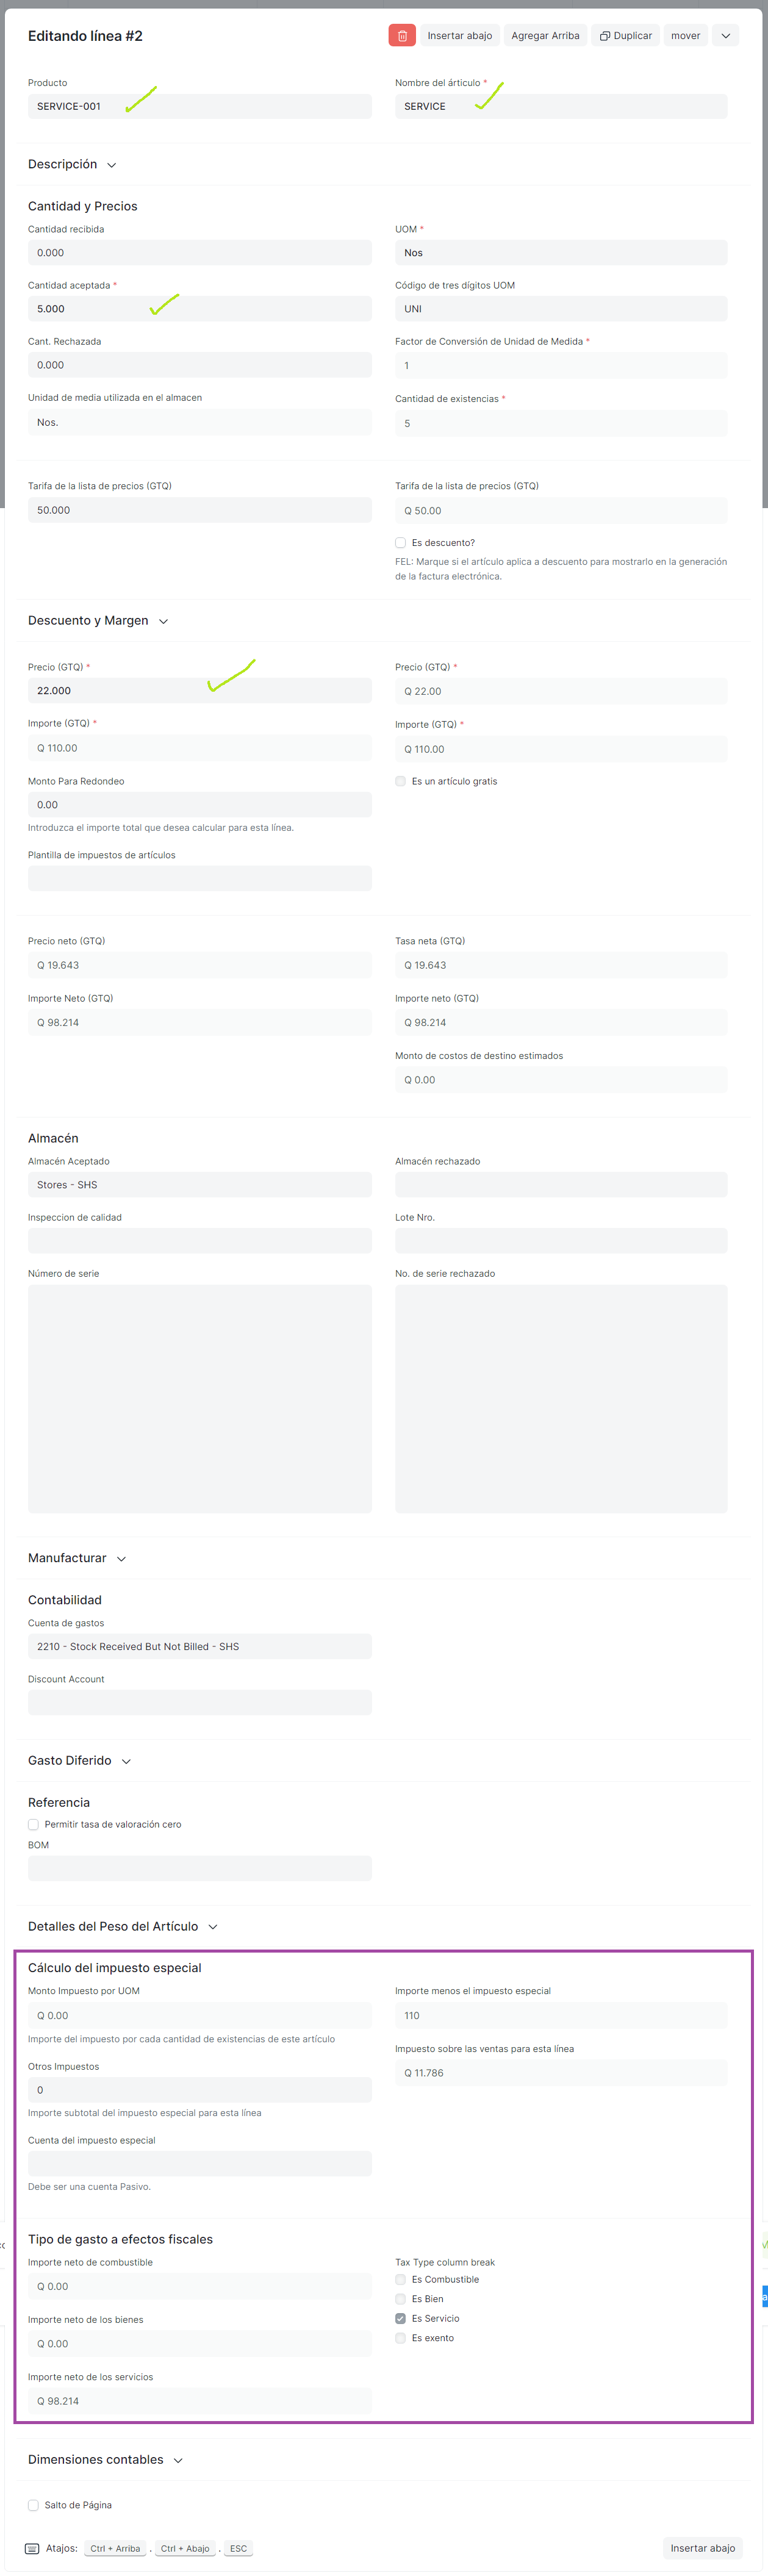 Editando línea #2
Insertar abajo
Agregar Arriba
Duplicar
mover
Producto
SERVICE-001
Nombre del árticulo *
SERVICE
Descripción
Cantidad y Precios
Cantidad recibida
0.000
UOM *
Nos
Cantidad aceptada *
5.000
Código de tres dígitos UOM
UNI
Cant. Rechazada
0.000
Factor de Conversión de Unidad de Medida *
1
Unidad de media utilizada en el almacen
Nos.
Cantidad de existencias *
5
Tarifa de la lista de precios (GTQ)
50.000
Tarifa de la lista de precios (GTQ)
Q 50.00
Es descuento?
FEL: Marque si el artículo aplica a descuento para mostrarlo en la generación
de la factura electrónica.
Descuento y Margen
Precio (GTQ) *
22.000
Precio (GTQ) *
Q 22.00
Importe (GTQ) *
Q 110.00
Importe (GTQ) *
Q 110.00
Monto Para Redondeo
0.00
Introduzca el importe total que desea calcular para esta línea.
Es un artículo gratis
Plantilla de impuestos de artículos
Precio neto (GTQ)
Q 19.643
Tasa neta (GTQ)
Q 19.643
Importe Neto (GTQ)
Q 98.214
Importe neto (GTQ)
Q 98.214
Monto de costos de destino estimados
Q 0.00
Almacén
Almacén Aceptado
Stores - SHS
Almacén rechazado
Inspeccion de calidad
Lote Nro.
Número de serie
No. de serie rechazado
Manufacturar
Contabilidad
Cuenta de gastos
2210 - Stock Received But Not Billed - SHS
Discount Account
Gasto Diferido
Referencia
Permitir tasa de valoración cero
BOM
Detalles del Peso del Artículo
Cálculo del impuesto especial
Monto Impuesto por UOM
Q 0.00
Importe del impuesto por cada cantidad de existencias de este artículo
Importe menos el impuesto especial
110
Otros Impuestos
0
Importe subtotal del impuesto especial para esta línea
Impuesto sobre las ventas para esta línea
Q 11.786
Cuenta del impuesto especial
Debe ser una cuenta Pasivo.
Tipo de gasto a efectos fiscales
Importe neto de combustible
Q 0.00
Importe neto de los bienes
Q 0.00
Importe neto de los servicios
Q 98.214
Tax Type column break
Es Combustible
Es Bien
Es Servicio
Es exento
Dimensiones contables
Salto de Página
Atajos: Ctrl + Arriba , Ctrl + Abajo , ESC
Insertar abajo